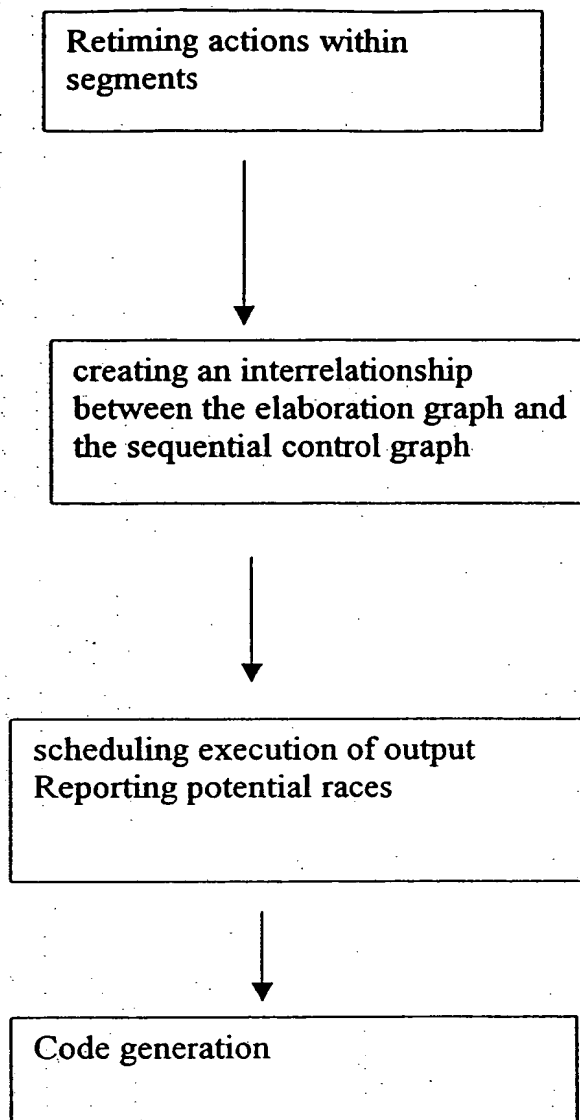 Retiming actions within
segments
creating an interrelationship
between the elaboration graph and
the sequential control graph
scheduling execution of output
Reporting potential races
Code generation